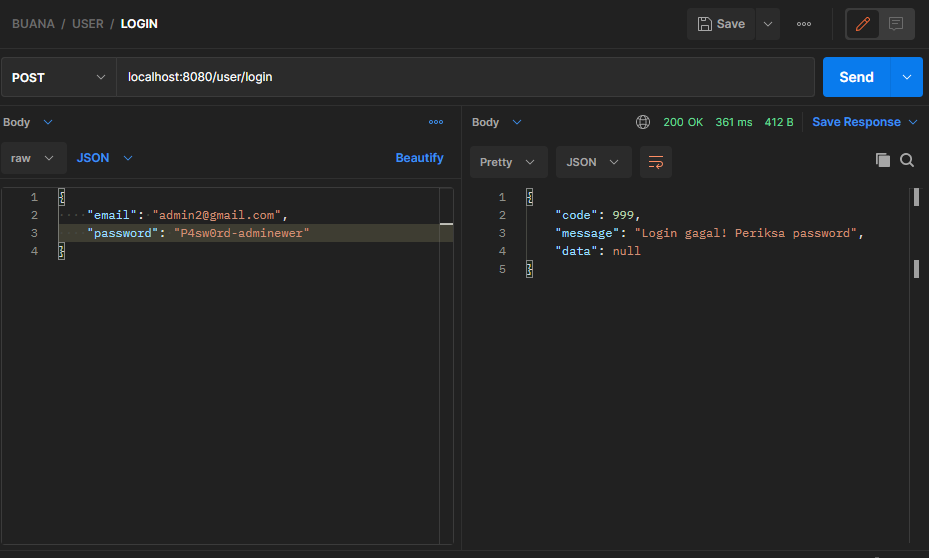 BUANA / USER / LOGIN
Save
POST
localhost:8080/user/login
Send
Body
raw
JSON
Beautify
1 {
2 "email": "admin2@gmail.com",
3 "password": "P4sw0rd-adminewer"
4 }
Body
200 OK 361 ms 412 B
Save Response
Pretty
JSON
1 {
2 "code": 999,
3 "message": "Login gagal! Periksa password",
4 "data": null
5 }